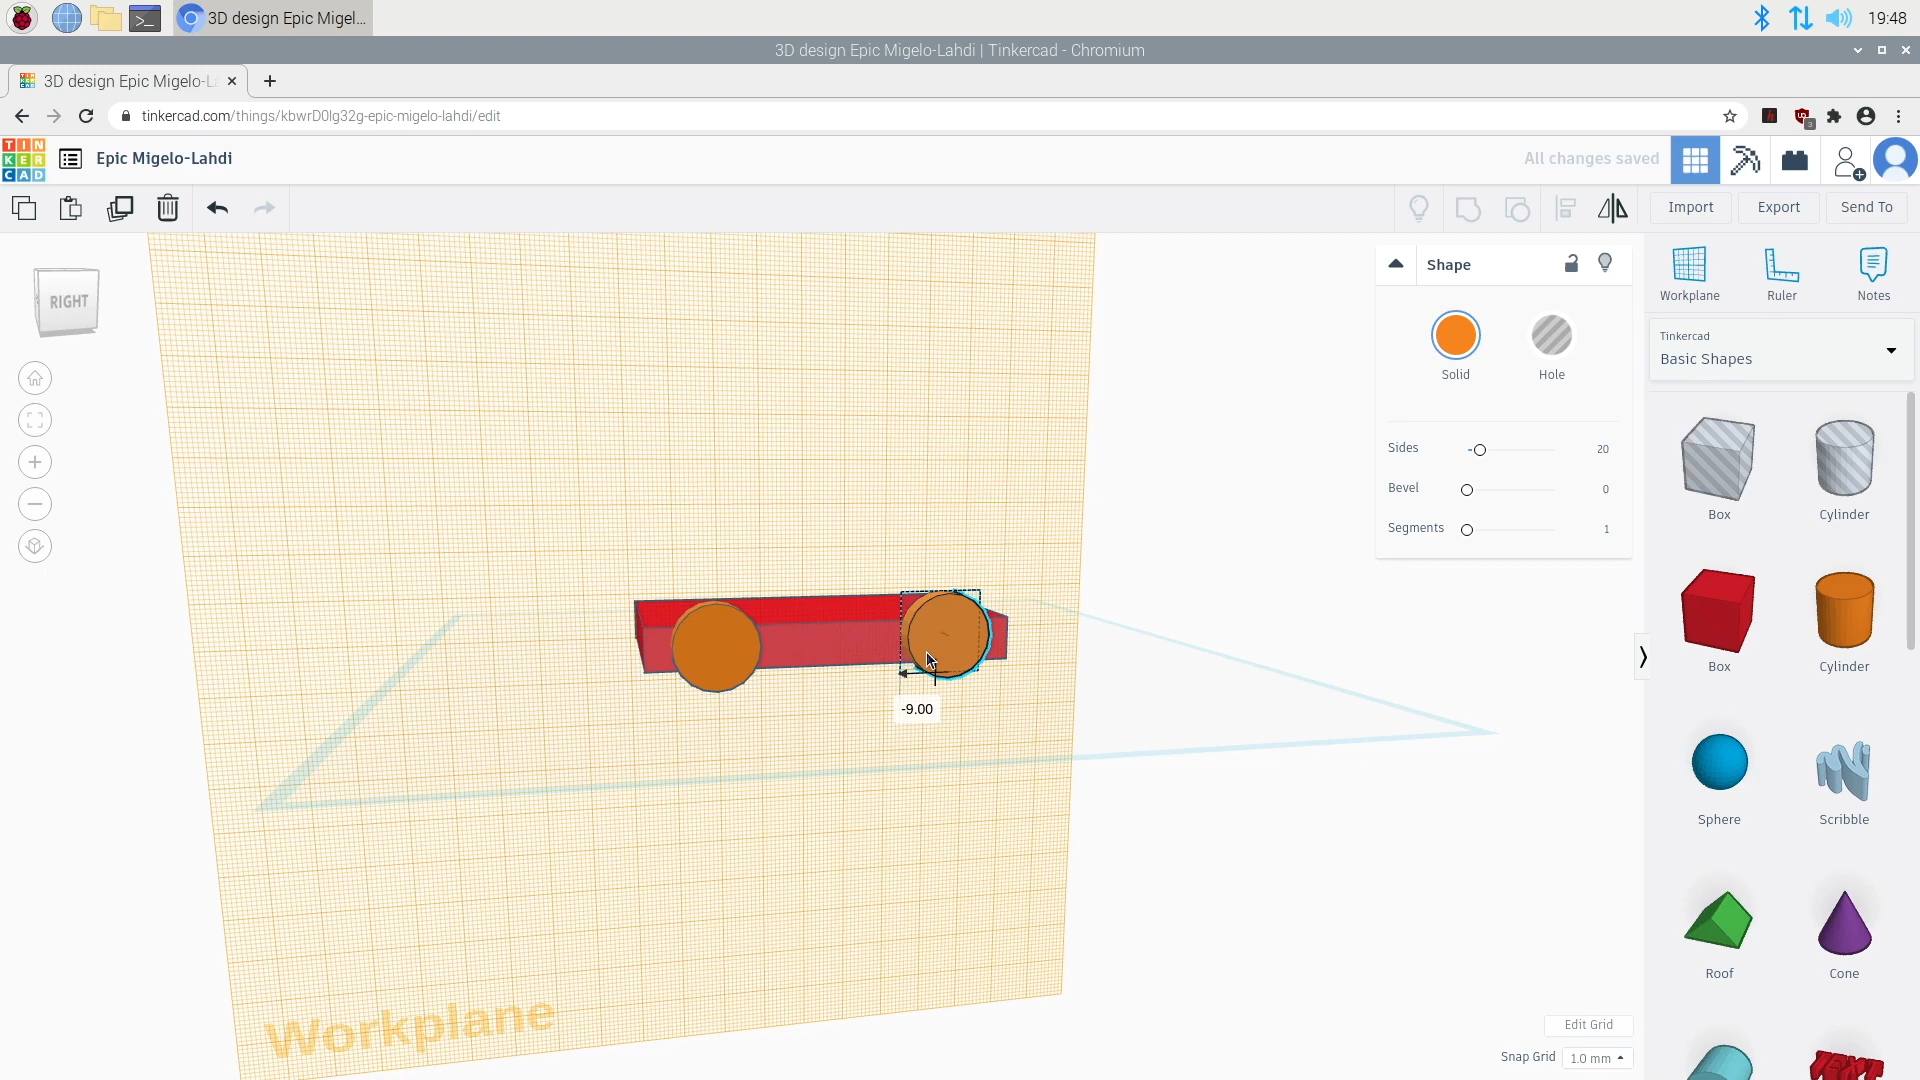 3D design Epic Migel...
19:48
3D design Epic Migelo-Lahdi | Tinkercad - Chromium
3D design Epic Migelo-La
tinkercad.com/things/kbwrD0lg32g-epic-migelo-lahdi/edit
3
TIN
KER
CAD
Epic Migelo-Lahdi
All changes saved
Import
Export
Send To
RIGHT
Shape
Solid
Hole
Sides
20
Bevel
0
Segments
1
-9.00
Workplane
Workplane
Ruler
Notes
Tinkercad
Basic Shapes
Box
Cylinder
Box
Cylinder
Sphere
Scribble
Roof
Cone
TEXT
Edit Grid
Snap Grid
1.0 mm